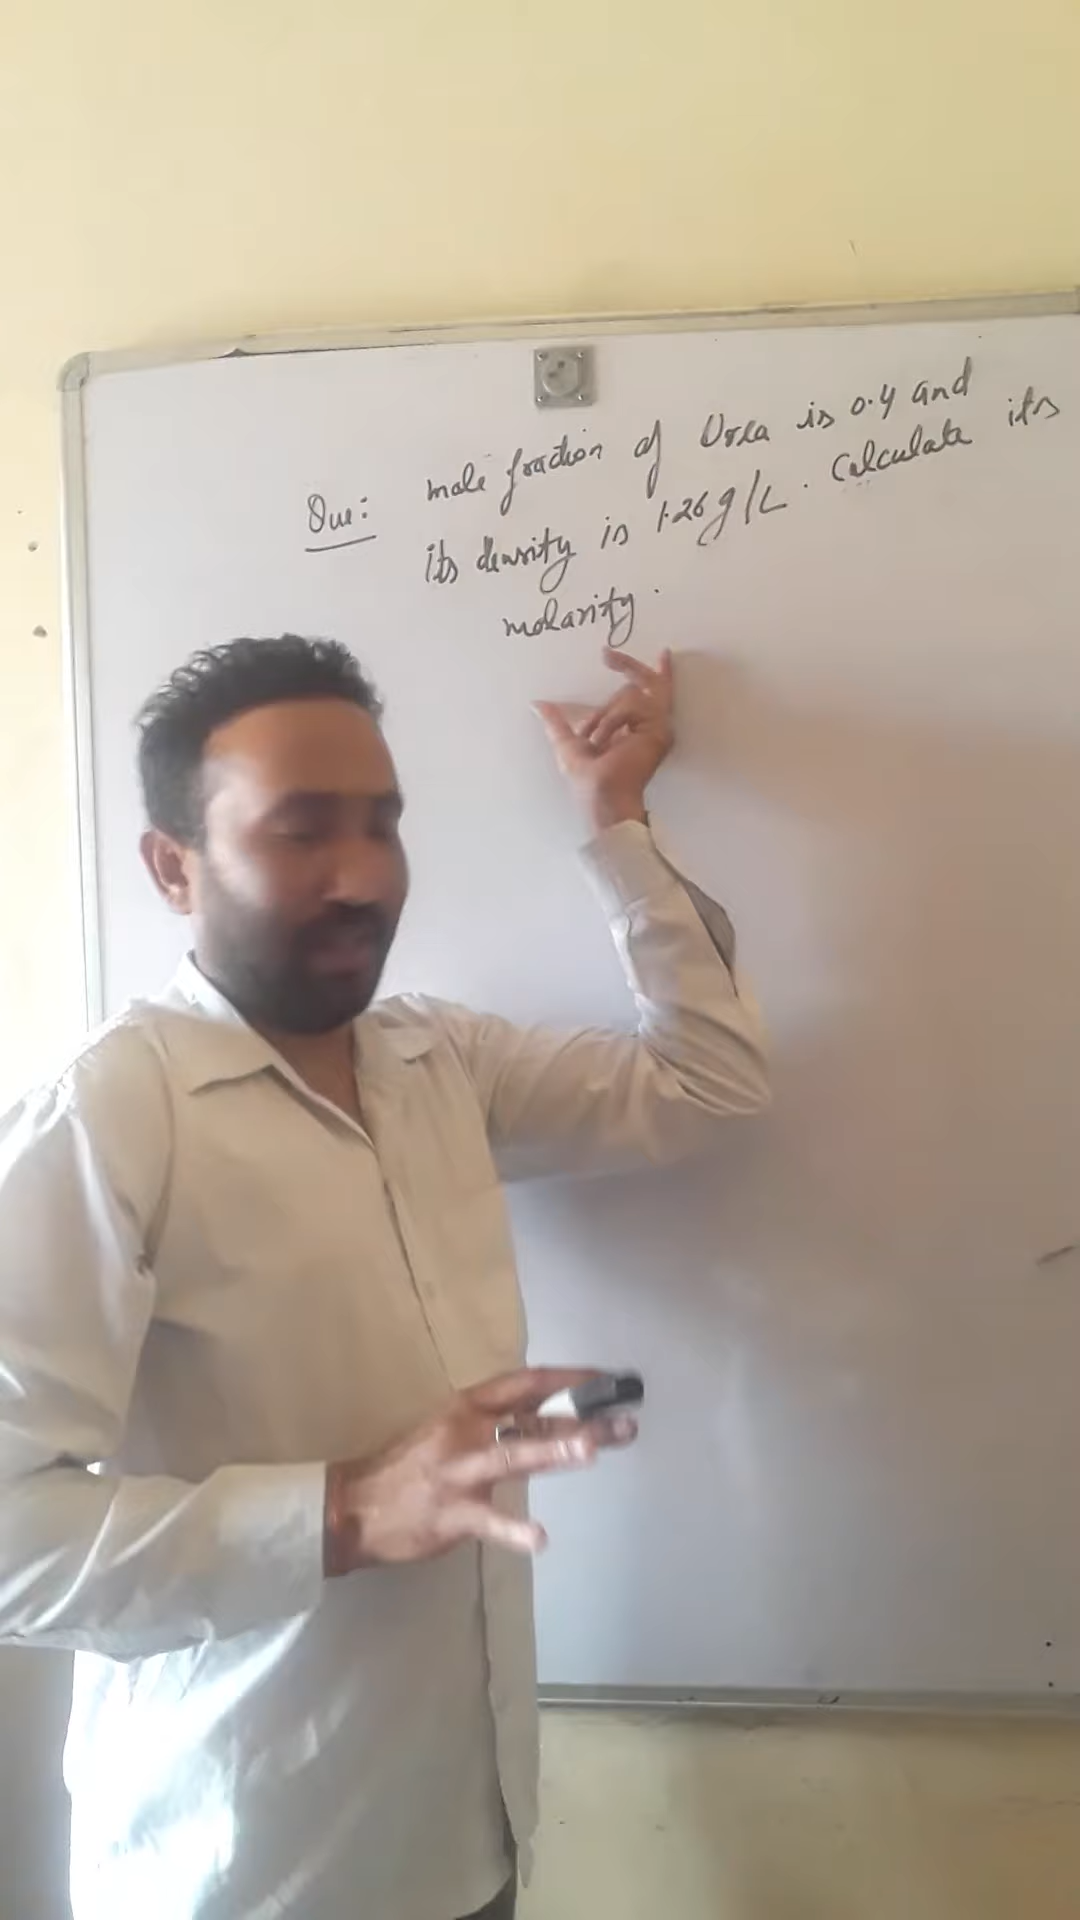 Que: mole fraction of Urea is 0.4 and
its density is 1.26 g/L. Calculate its
molarity.